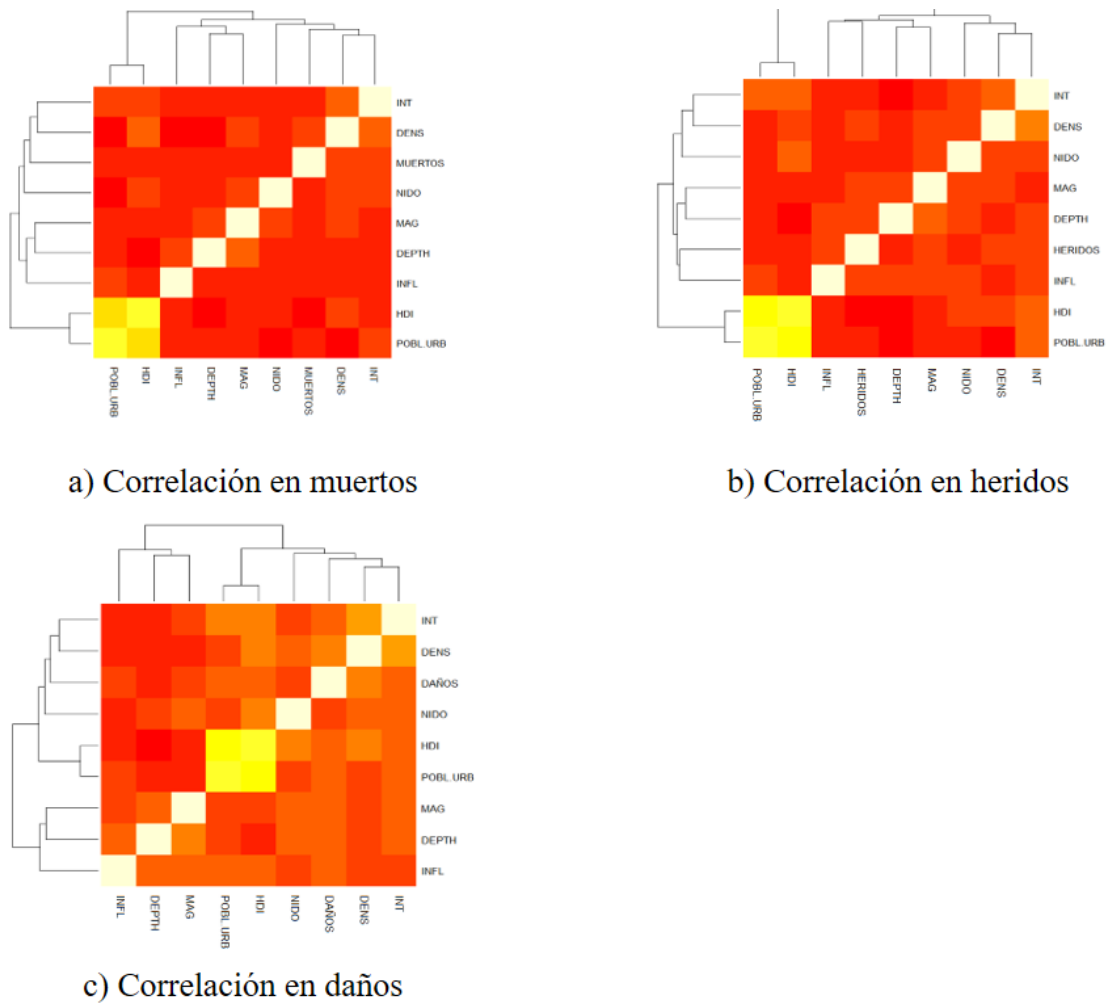 INT
DENS
MUERTOS
NIDO
MAG
DEPTH
INFL
HDI
POBL.URB
POBL.URB
HDI
INFL
DEPTH
MAG
NIDO
MUERTOS
DENS
INT
a) Correlación en muertos
INT
DENS
NIDO
MAG
DEPTH
HERIDOS
INFL
HDI
POBL.URB
POBL.URB
HDI
INFL
HERIDOS
DEPTH
MAG
NIDO
DENS
INT
b) Correlación en heridos
INT
DENS
DAÑOS
NIDO
HDI
POBL.URB
MAG
DEPTH
INFL
INFL
DEPTH
MAG
POBL.URB
HDI
NIDO
DAÑOS
DENS
INT
c) Correlación en daños